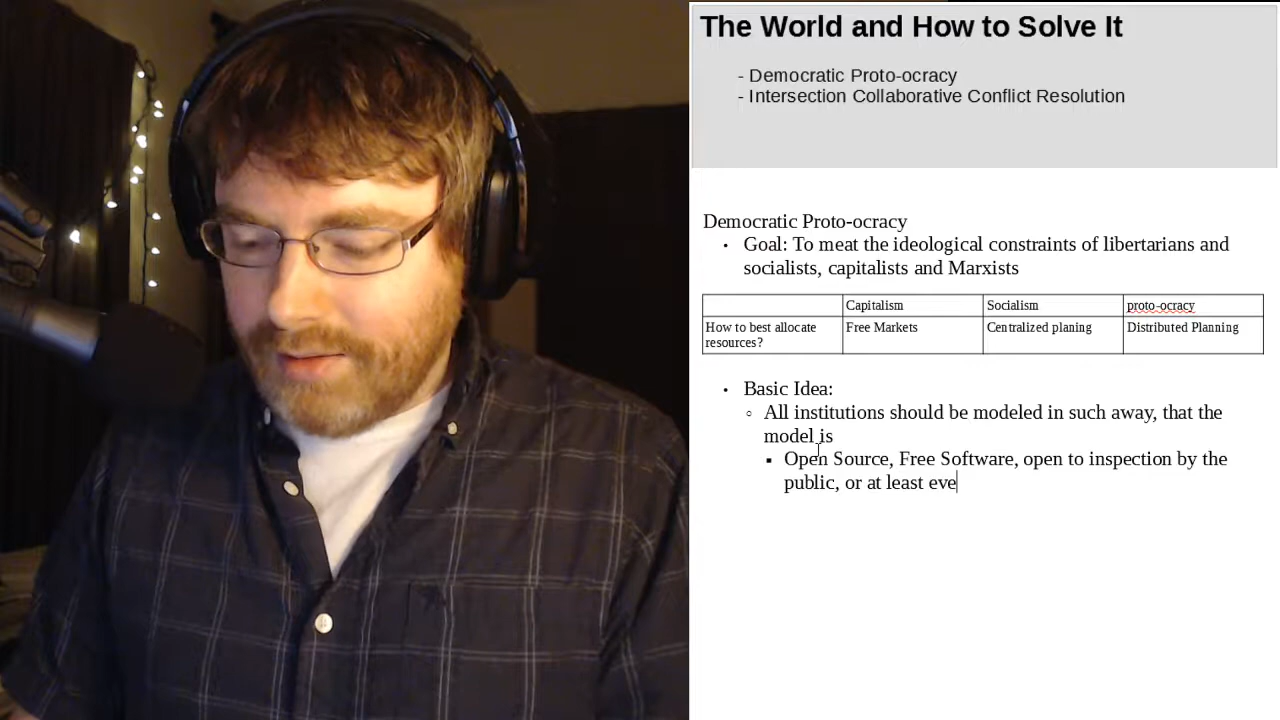 The World and How to Solve It
- Democratic Proto-ocracy
- Intersection Collaborative Conflict Resolution
Democratic Proto-ocracy
• Goal: To meat the ideological constraints of libertarians and
socialists, capitalists and Marxists
Capitalism Socialism proto-ocracy
How to best allocate resources? Free Markets Centralized planing Distributed Planning
• Basic Idea:
◦ All institutions should be modeled in such away, that the
model is
▪ Open Source, Free Software, open to inspection by the
public, or at least eve